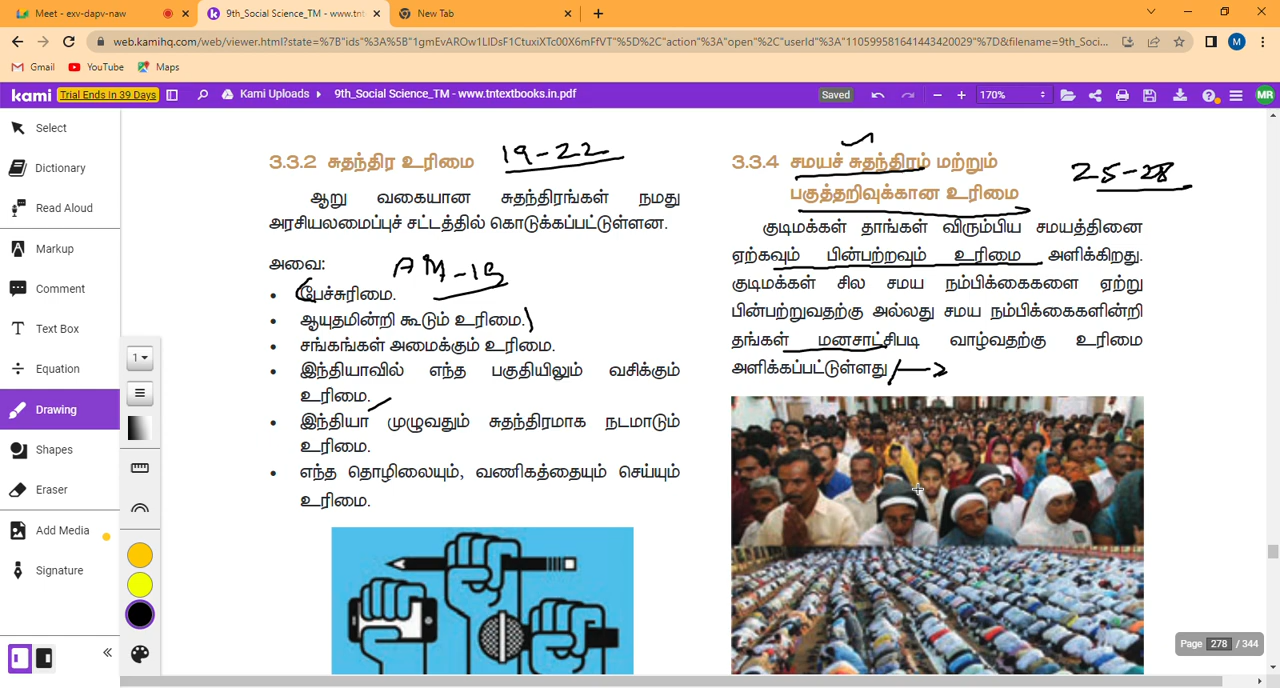 Meet - exv-dapv-naw
9th_Social Science_TM - www.tnt
New Tab
web.kamihq.com/web/viewer.html?state=%7B"ids"%3A%5B"1gmEvAROw1LIDsF1CtuxiXTc00X6mFfVT"%5D%2C"action"%3A"open"%2C"userId"%3A"110599581641443420029"%7D&filename=9th_Soci...
M
Gmail
YouTube
Maps
kami
Trial Ends In 39 Days
Kami Uploads
9th_Social Science_TM - www.tntextbooks.in.pdf
Saved
170%
MR
Select
Dictionary
Read Aloud
Markup
Comment
Text Box
Equation
Drawing
Shapes
Eraser
Add Media
Signature
1
3.3.2 சுதந்திர உரிமை
19-22
ஆறு வகையான சுதந்திரங்கள் நமது
அரசியலமைப்புச் சட்டத்தில் கொடுக்கப்பட்டுள்ளன.
அவை:
• பேச்சுரிமை.
• ஆயுதமின்றி கூடும் உரிமை.
• சங்கங்கள் அமைக்கும் உரிமை.
• இந்தியாவில் எந்த பகுதியிலும் வசிக்கும்
உரிமை.
• இந்தியா முழுவதும் சுதந்திரமாக நடமாடும்
உரிமை.
• எந்த தொழிலையும், வணிகத்தையும் செய்யும்
உரிமை.
3.3.4 சமயச் சுதந்திரம் மற்றும்
பகுத்தறிவுக்கான உரிமை
25-28
குடிமக்கள் தாங்கள் விரும்பிய சமயத்தினை
ஏற்கவும் பின்பற்றவும் உரிமை அளிக்கிறது.
குடிமக்கள் சில சமய நம்பிக்கைகளை ஏற்று
பின்பற்றுவதற்கு அல்லது சமய நம்பிக்கைகளின்றி
தங்கள் மனசாட்சிபடி வாழ்வதற்கு உரிமை
அளிக்கப்பட்டுள்ளது
Page 278 / 344